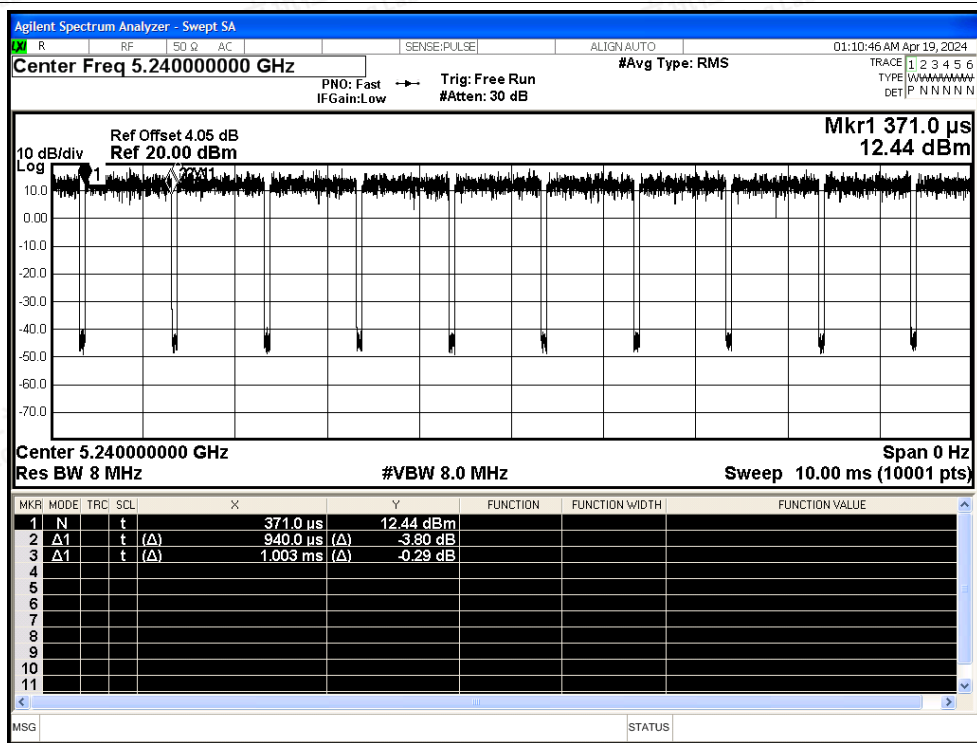 Agilent Spectrum Analyzer - Swept SA
LXI R RF 50 Ω AC SENSE:PULSE ALIGN AUTO 01:10:46 AM Apr 19, 2024
Center Freq 5.240000000 GHz #Avg Type: RMS TRACE 1 2 3 4 5 6
PNO: Fast Trig: Free Run TYPE
IFGain:Low #Atten: 30 dB DET P N N N N N
Ref Offset 4.05 dB Mkr1 371.0 µs
10 dB/div Ref 20.00 dBm 12.44 dBm
Log
1
10.0
0.00
-10.0
-20.0
-30.0
-40.0
-50.0
-60.0
-70.0
Center 5.240000000 GHz Span 0 Hz
Res BW 8 MHz #VBW 8.0 MHz Sweep 10.00 ms (10001 pts)
MKR MODE TRC SCL X Y FUNCTION FUNCTION WIDTH FUNCTION VALUE
1 N t 371.0 µs 12.44 dBm
2 Δ1 t (Δ) 940.0 µs (Δ) -3.80 dB
3 Δ1 t (Δ) 1.003 ms (Δ) -0.29 dB
4
5
6
7
8
9
10
11
MSG STATUS